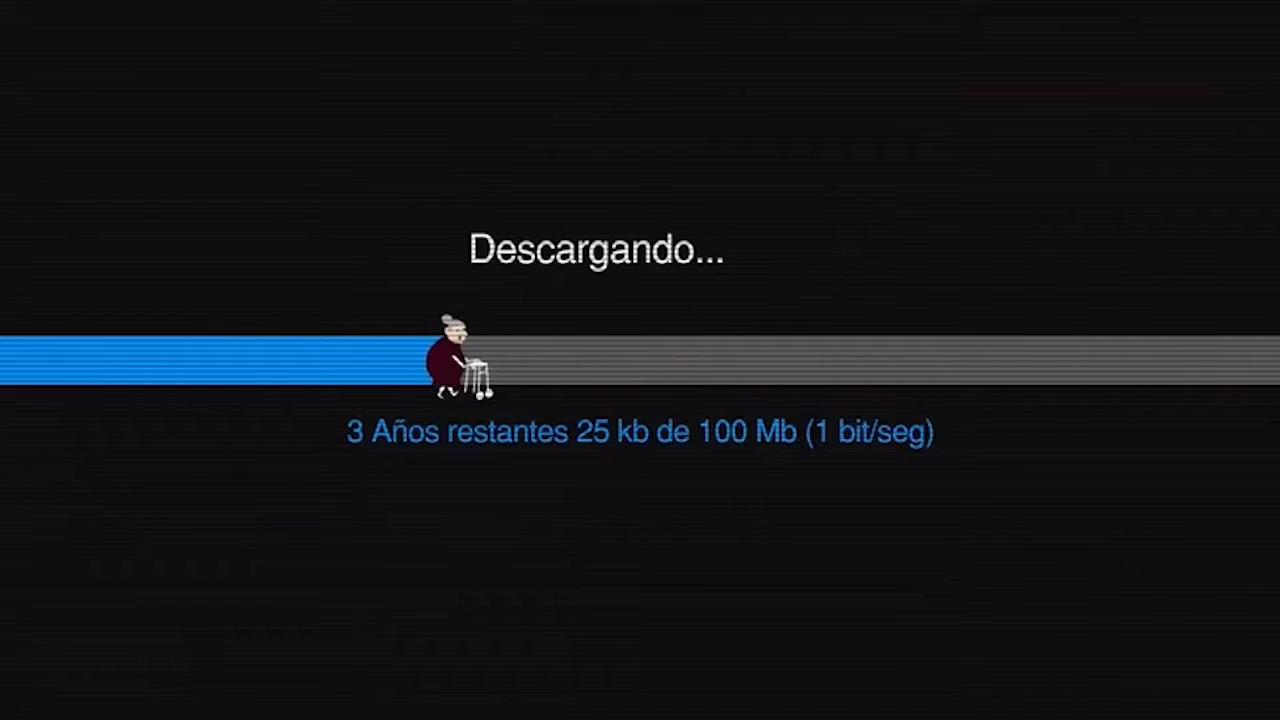 Descargando...
3 Años restantes 25 kb de 100 Mb (1 bit/seg)